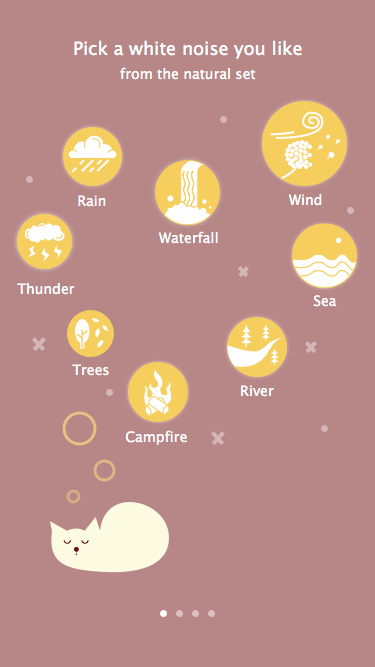 Pick a white noise you like
from the natural set
Rain
Wind
Waterfall
Thunder
Sea
Trees
River
Campfire